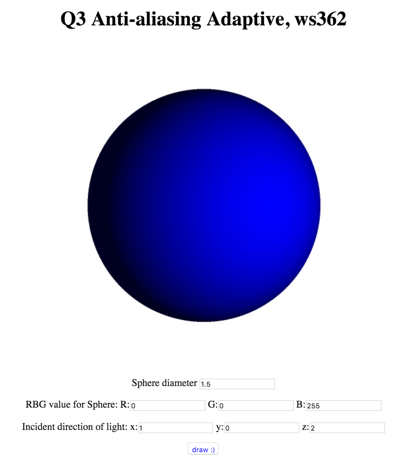 Q3 Anti-aliasing Adaptive, ws362
Sphere diameter 1.5
RBG value for Sphere: R: 0 G: 0 B: 255
Incident direction of light: x: 1 y: 0 z: 2
draw :)